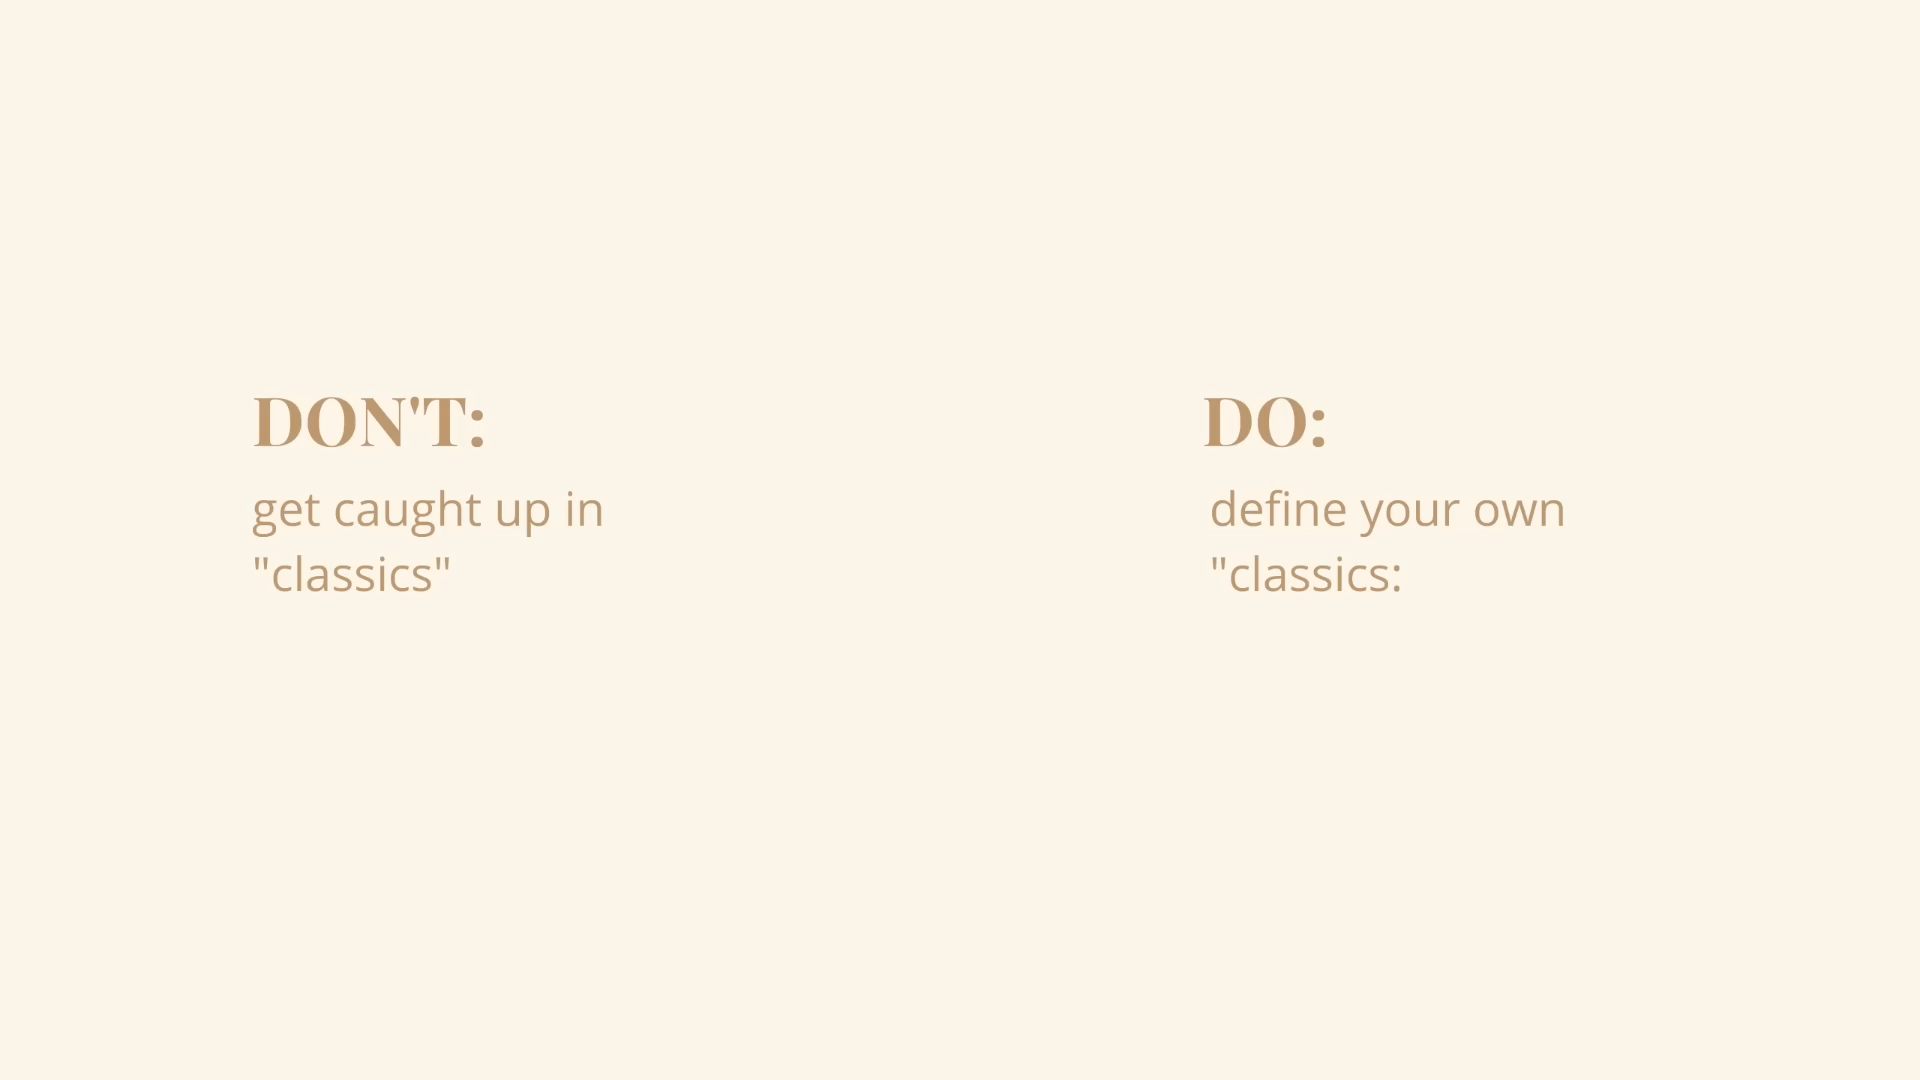 DON'T:
get caught up in
"classics"
DO:
define your own
"classics: